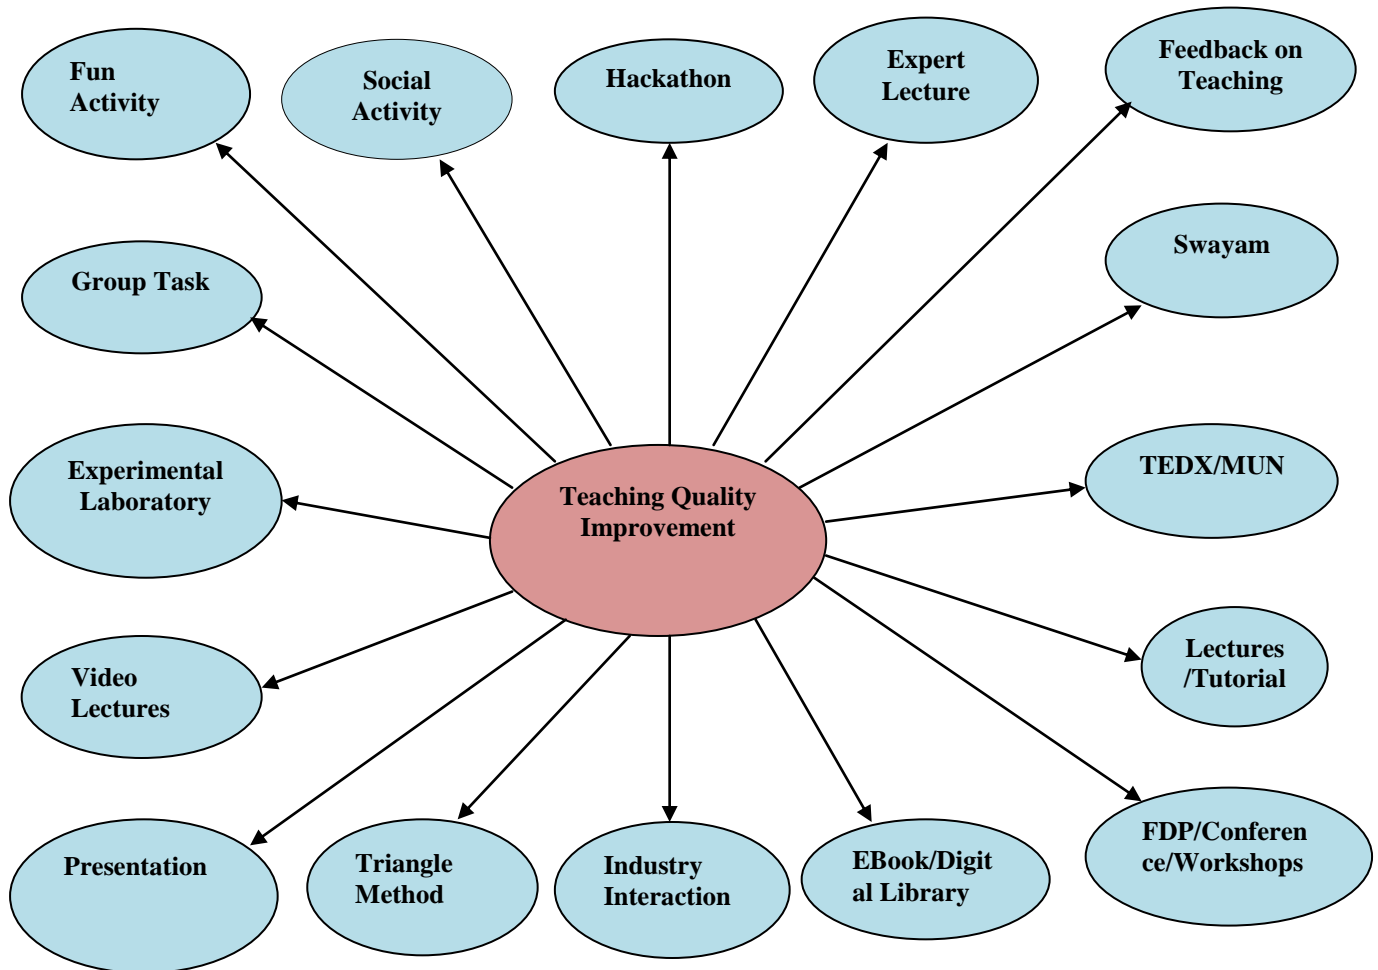 Fun
Activity
Social
Activity
Hackathon
Expert
Lecture
Feedback on
Teaching
Group Task
Swayam
Experimental
Laboratory
Teaching Quality
Improvement
TEDX/MUN
Video
Lectures
Lectures
/Tutorial
Presentation
Triangle
Method
Industry
Interaction
EBook/Digit
al Library
FDP/Conferen
ce/Workshops